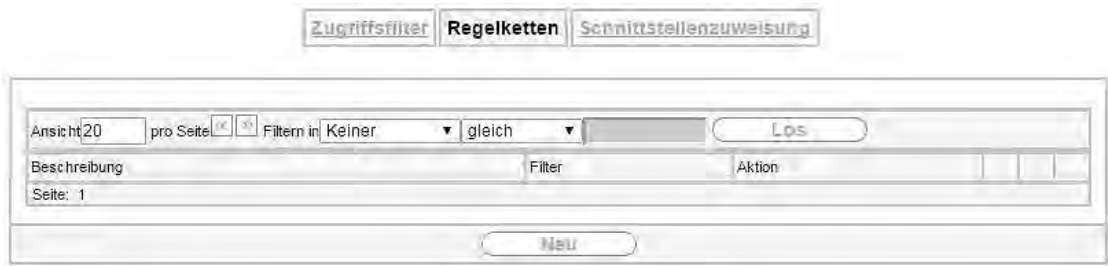 Zugriffsfilter Regelketten Schnittstellenzuweisung
Ansicht 20 pro Seite << >> Filtern in Keiner gleich Los
Beschreibung Filter Aktion
Seite: 1
Neu